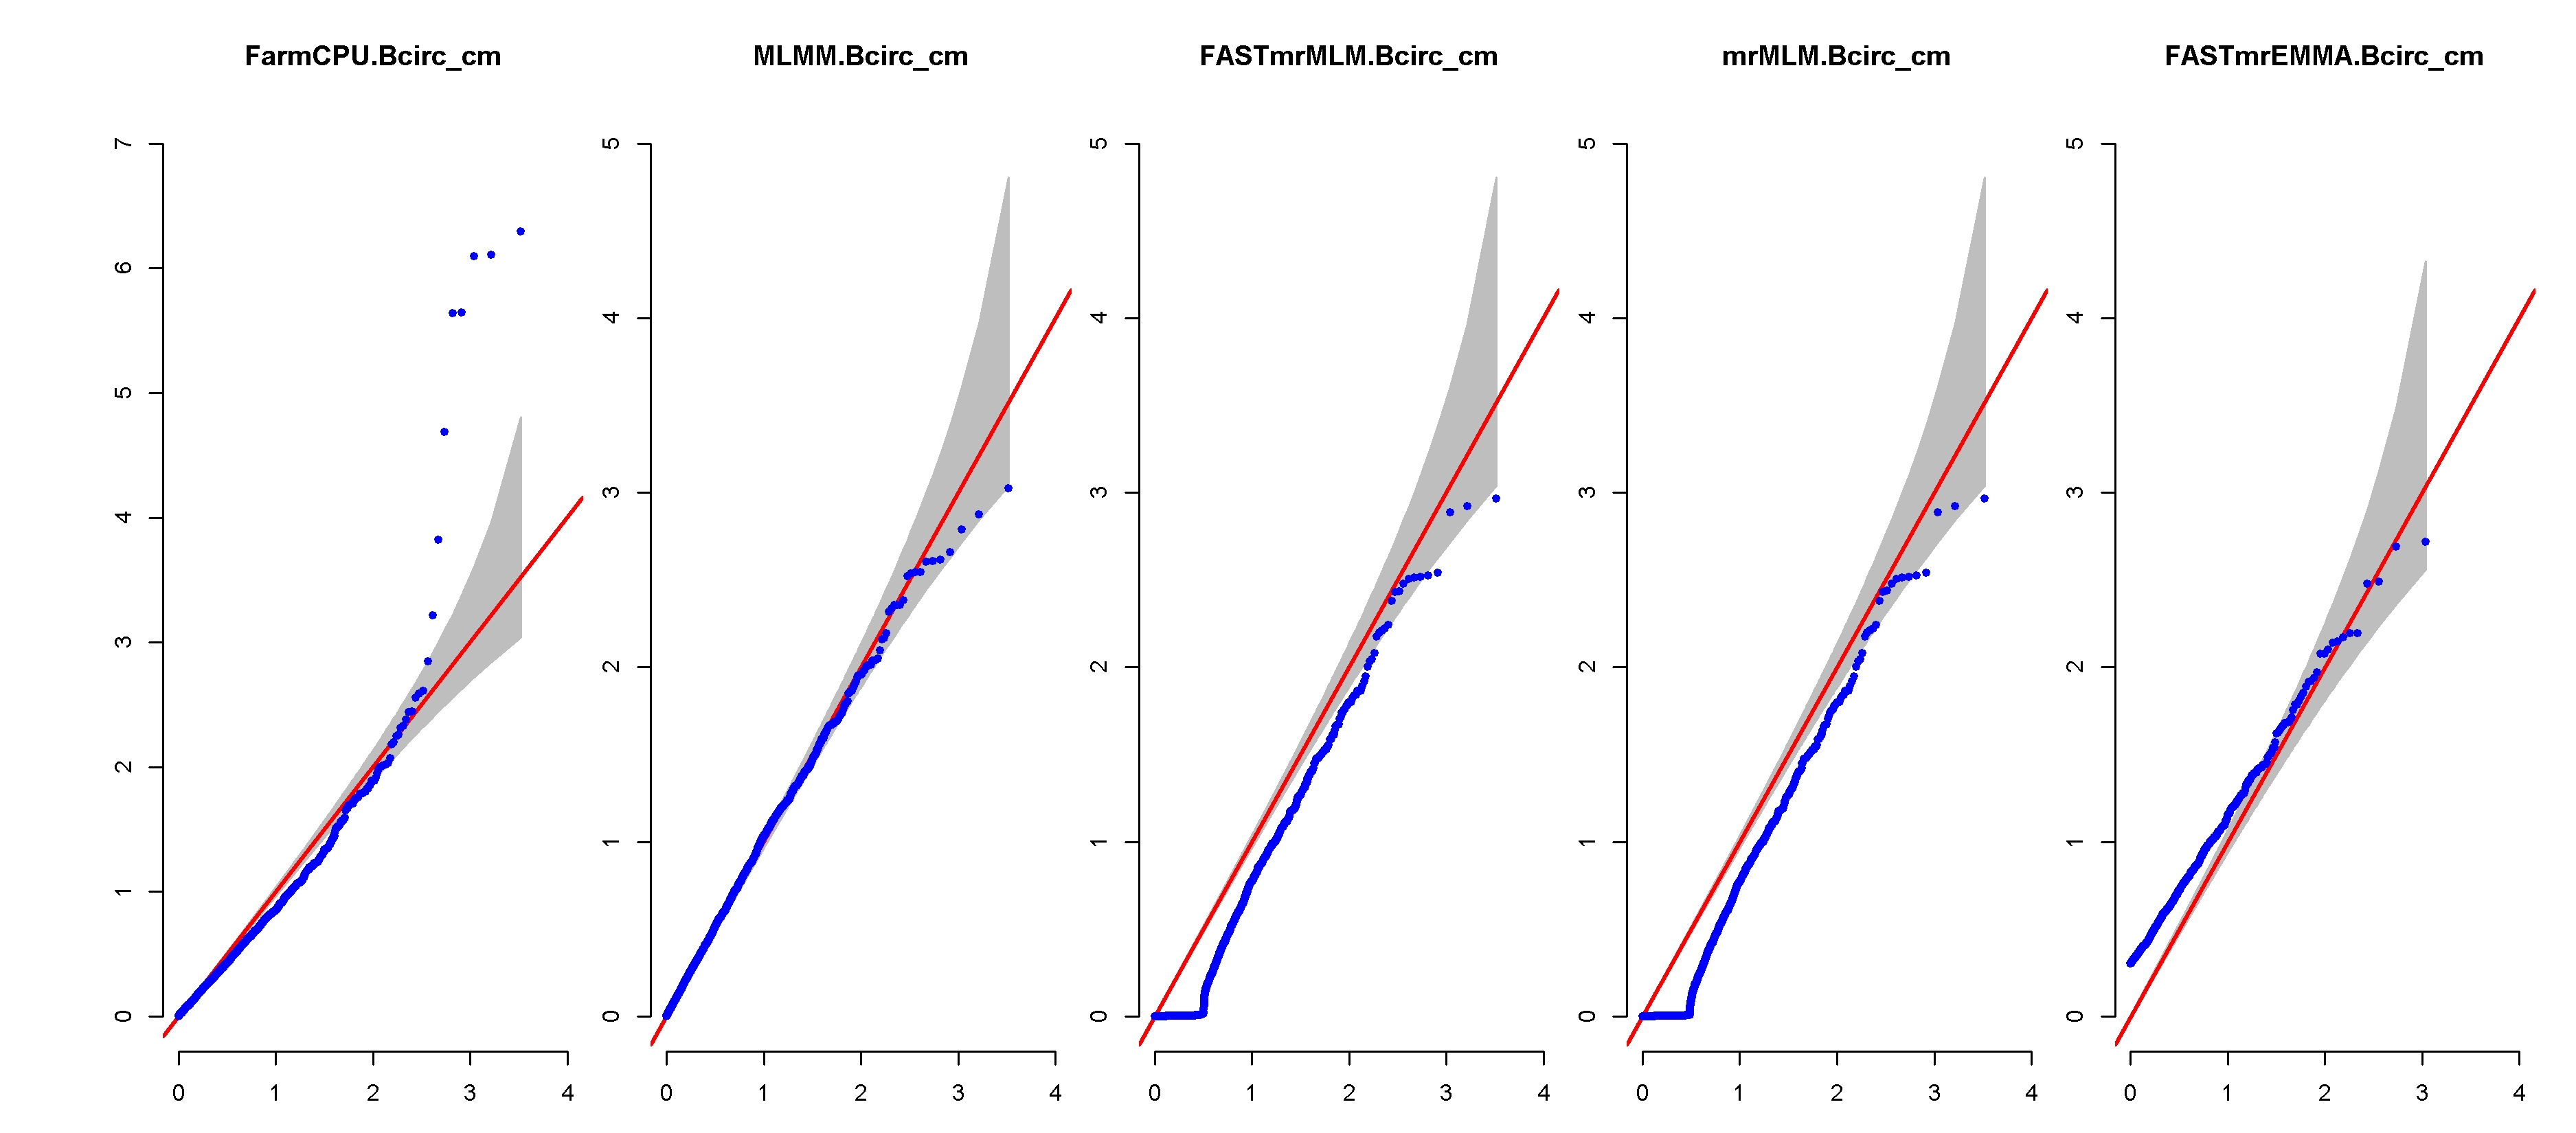 FarmCPU.Bcirc_cm MLMM.Bcirc_cm FASTmrMLM.Bcirc_cm mrMLM.Bcirc_cm FASTmrEMMA.Bcirc_cm
7 5 5 5 5
6
5
4 4 4 4 4
3 3 3 3 3
2 2 2 2 2
1 1 1 1 1
0 0 0 0 0
0 1 2 3 4 0 1 2 3 4 0 1 2 3 4 0 1 2 3 4 0 1 2 3 4